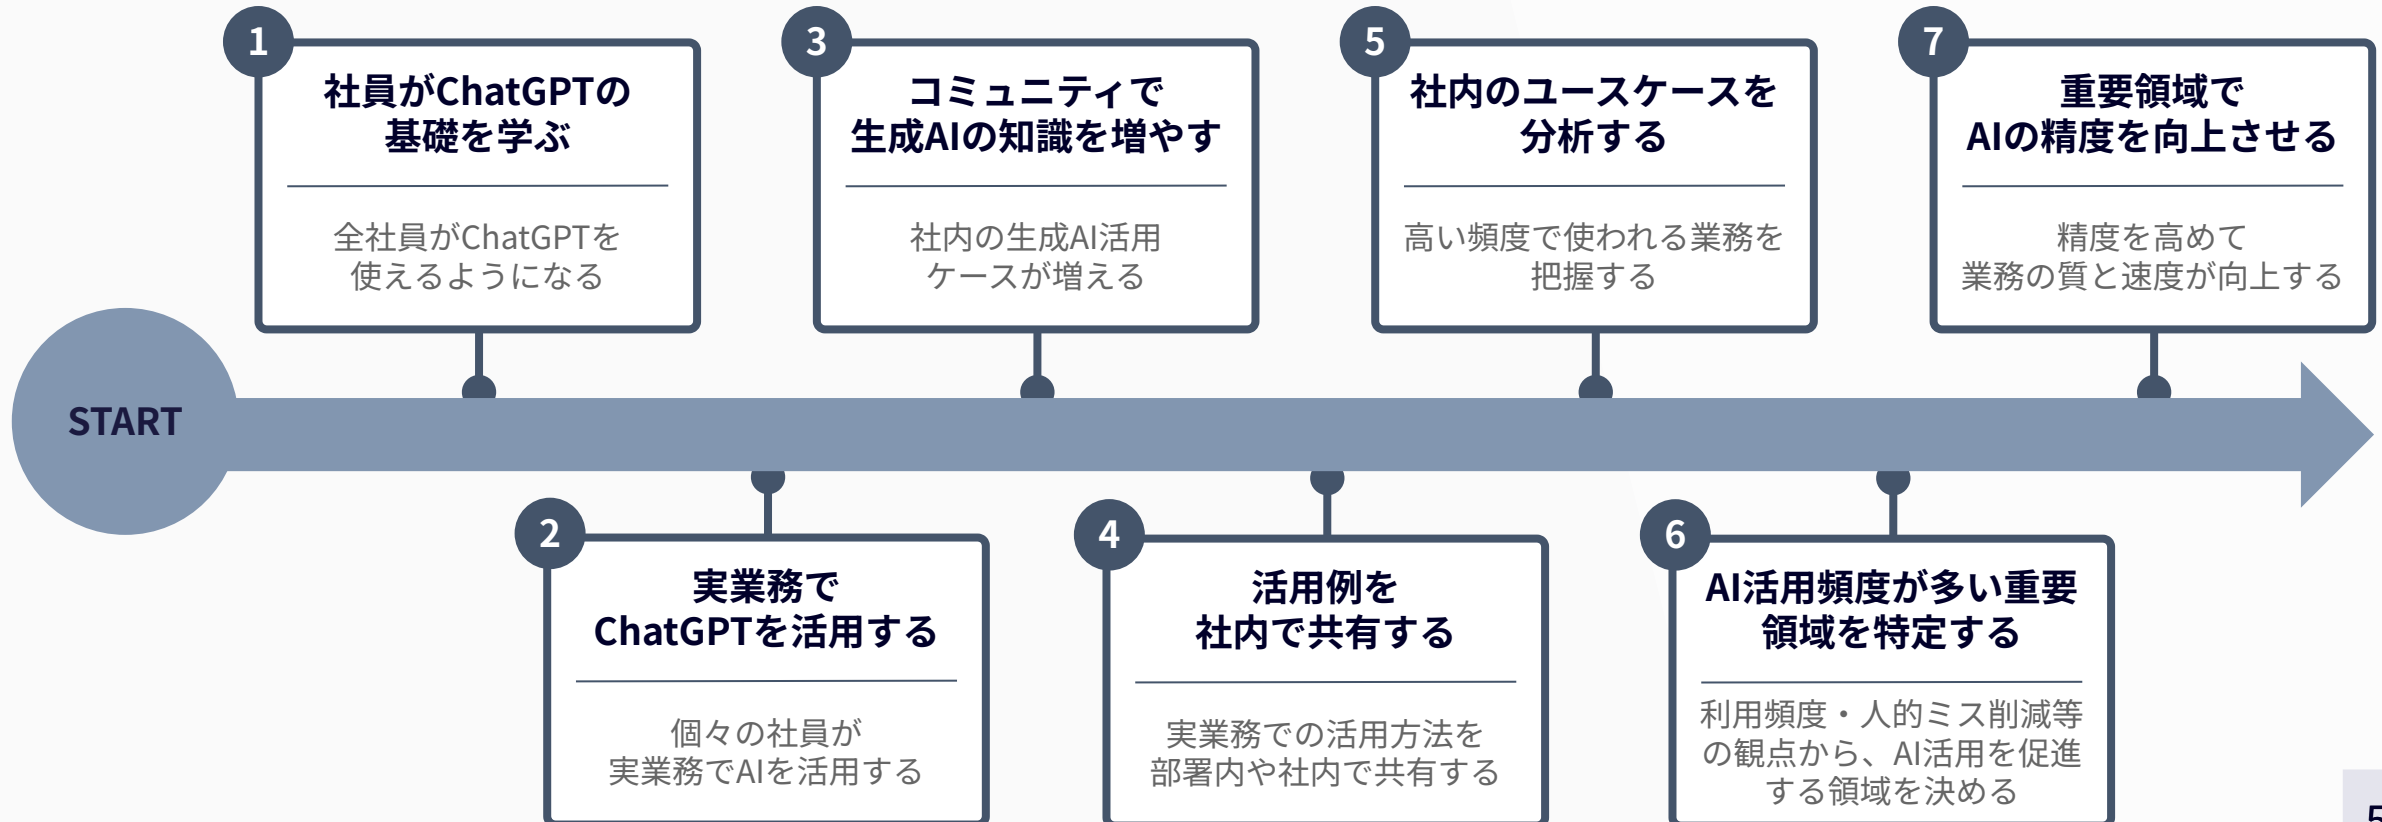 START
1
社員がChatGPTの
基礎を学ぶ
全社員がChatGPTを
使えるようになる
2
実業務で
ChatGPTを活用する
個々の社員が
実業務でAIを活用する
3
コミュニティで
生成AIの知識を増やす
社内の生成AI活用
ケースが増える
4
活用例を
社内で共有する
実業務での活用方法を
部署内や社内で共有する
5
社内のユースケースを
分析する
高い頻度で使われる業務を
把握する
6
AI活用頻度が多い重要
領域を特定する
利用頻度・人的ミス削減等
の観点から、AI活用を促進
する領域を決める
7
重要領域で
AIの精度を向上させる
精度を高めて
業務の質と速度が向上する